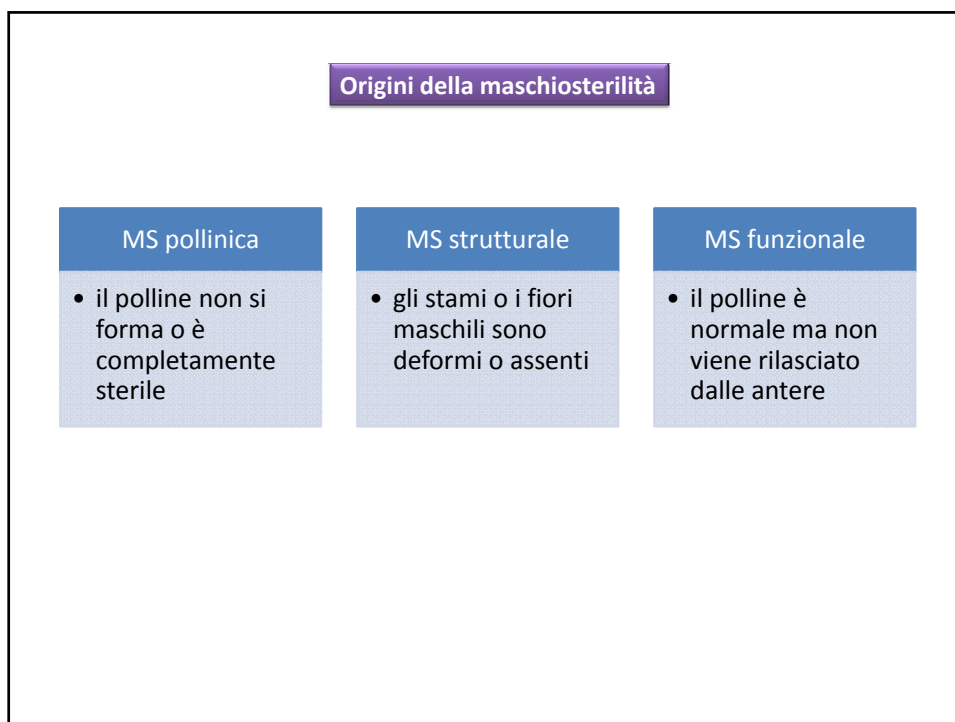 Origini della maschiosterilità
MS pollinica
• il polline non si
forma o è
completamente
sterile
MS strutturale
• gli stami o i fiori
maschili sono
deformi o assenti
MS funzionale
• il polline è
normale ma non
viene rilasciato
dalle antere